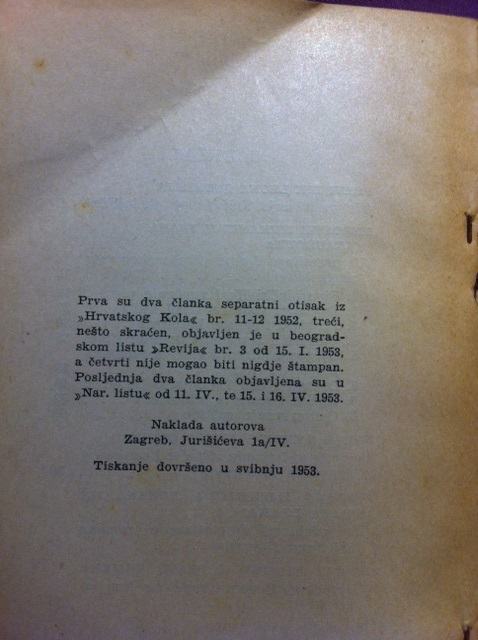 Prva su dva članka separatni otisak iz
»Hrvatskog Kola« br. 11-12 1952, treći,
nešto skraćen, objavljen je u beograd-
skom listu »Revija« br. 3 od 15. I. 1953,
a četvrti nije mogao biti nigdje štampan.
Posljednja dva članka objavljena su u
»Nar. listu« od 11. IV., te 15. i 16. IV. 1953.
Naklada autorova
Zagreb, Jurišićeva 1a/IV.
Tiskanje dovršeno u svibnju 1953.